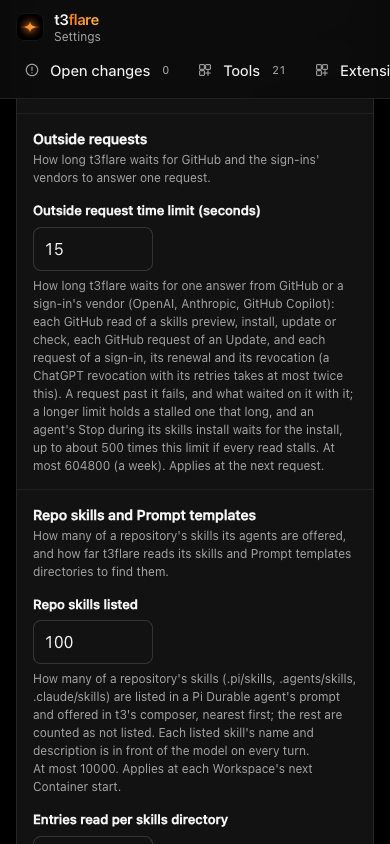 t3flare
Settings
Open changes 0 Tools 21 Extensi
Outside requests
How long t3flare waits for GitHub and the sign-ins'
vendors to answer one request.
Outside request time limit (seconds)
15
How long t3flare waits for one answer from GitHub or a
sign-in's vendor (OpenAI, Anthropic, GitHub Copilot):
each GitHub read of a skills preview, install, update or
check, each GitHub request of an Update, and each
request of a sign-in, its renewal and its revocation (a
ChatGPT revocation with its retries takes at most twice
this). A request past it fails, and what waited on it with it;
a longer limit holds a stalled one that long, and an
agent's Stop during its skills install waits for the install,
up to about 500 times this limit if every read stalls. At
most 604800 (a week). Applies at the next request.
Repo skills and Prompt templates
How many of a repository's skills its agents are offered,
and how far t3flare reads its skills and Prompt templates
directories to find them.
Repo skills listed
100
How many of a repository's skills (.pi/skills, .agents/skills,
.claude/skills) are listed in a Pi Durable agent's prompt
and offered in t3's composer, nearest first; the rest are
counted as not listed. Each listed skill's name and
description is in front of the model on every turn.
At most 10000. Applies at each Workspace's next
Container start.
Entries read per skills directory